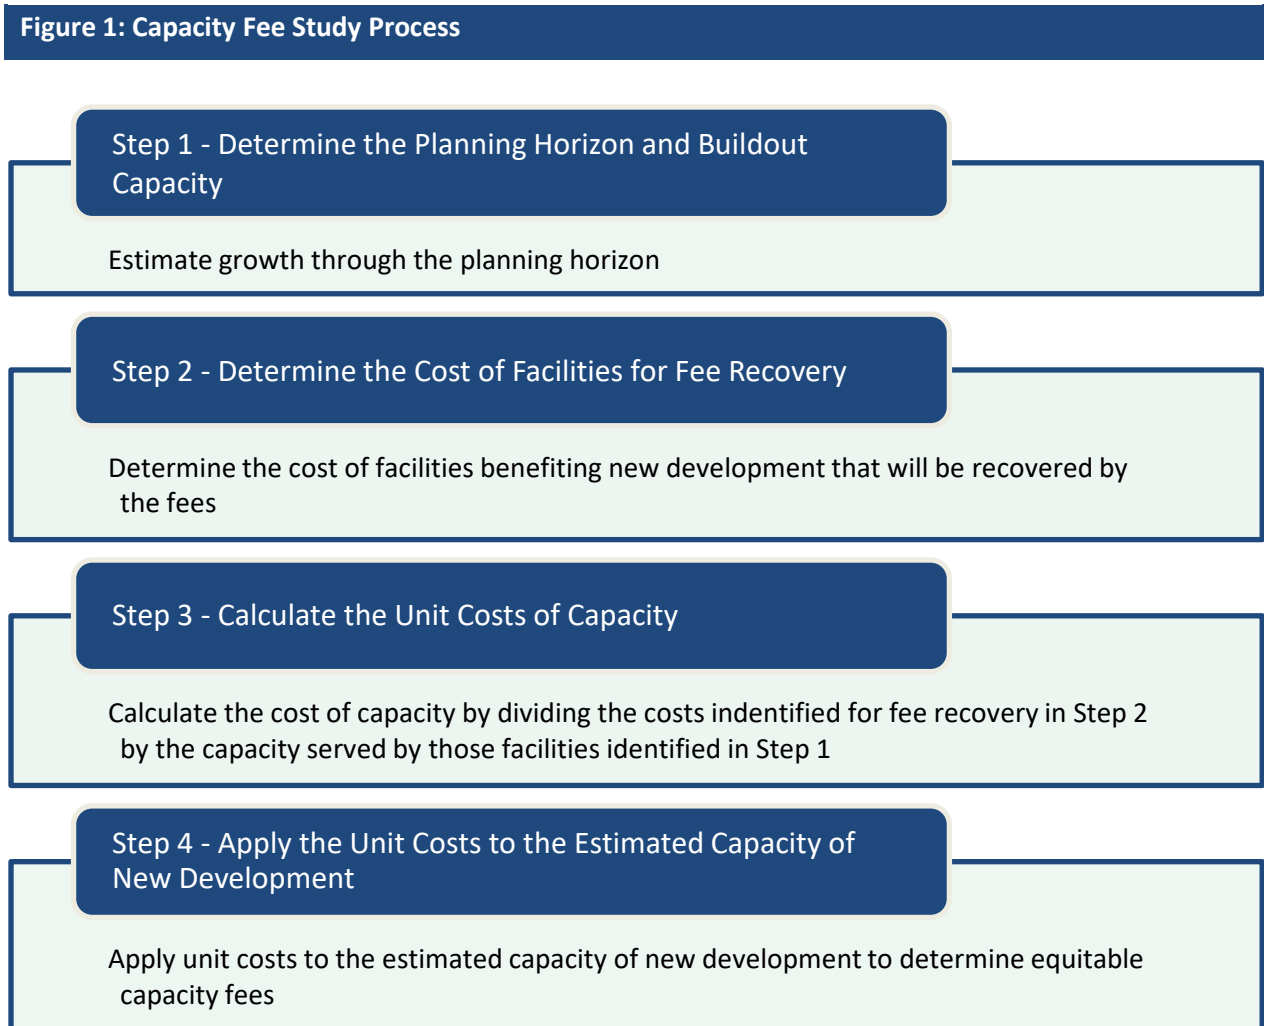 Figure 1: Capacity Fee Study Process
Step 1 - Determine the Planning Horizon and Buildout
Capacity
Estimate growth through the planning horizon
Step 2 - Determine the Cost of Facilities for Fee Recovery
Determine the cost of facilities benefiting new development that will be recovered by
the fees
Step 3 - Calculate the Unit Costs of Capacity
Calculate the cost of capacity by dividing the costs indentified for fee recovery in Step 2
by the capacity served by those facilities identified in Step 1
Step 4 - Apply the Unit Costs to the Estimated Capacity of
New Development
Apply unit costs to the estimated capacity of new development to determine equitable
capacity fees